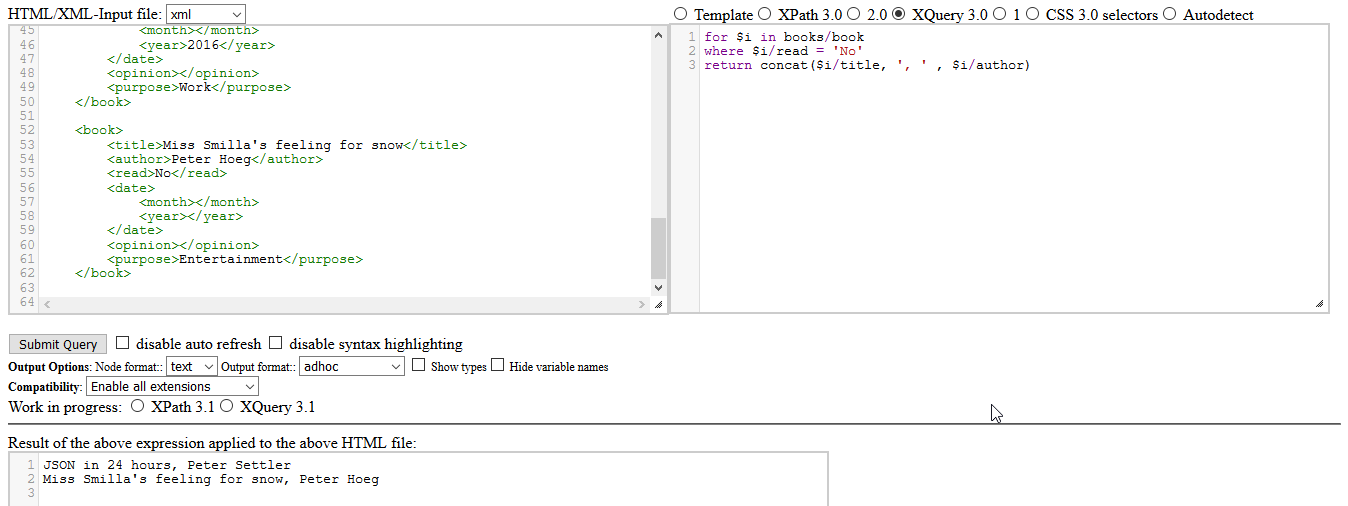 HTML/XML-Input file: xml
Template XPath 3.0 2.0 XQuery 3.0 1 CSS 3.0 selectors Autodetect
45 <month></month>
46 <year>2016</year>
47 </date>
48 <opinion></opinion>
49 <purpose>Work</purpose>
50 </book>
51
52 <book>
53 <title>Miss Smilla's feeling for snow</title>
54 <author>Peter Hoeg</author>
55 <read>No</read>
56 <date>
57 <month></month>
58 <year></year>
59 </date>
60 <opinion></opinion>
61 <purpose>Entertainment</purpose>
62 </book>
63
64
1 for $i in books/book
2 where $i/read = 'No'
3 return concat($i/title, ', ' , $i/author)
Submit Query disable auto refresh disable syntax highlighting
Output Options: Node format:: text Output format:: adhoc Show types Hide variable names
Compatibility: Enable all extensions
Work in progress: XPath 3.1 XQuery 3.1
Result of the above expression applied to the above HTML file:
1 JSON in 24 hours, Peter Settler
2 Miss Smilla's feeling for snow, Peter Hoeg
3